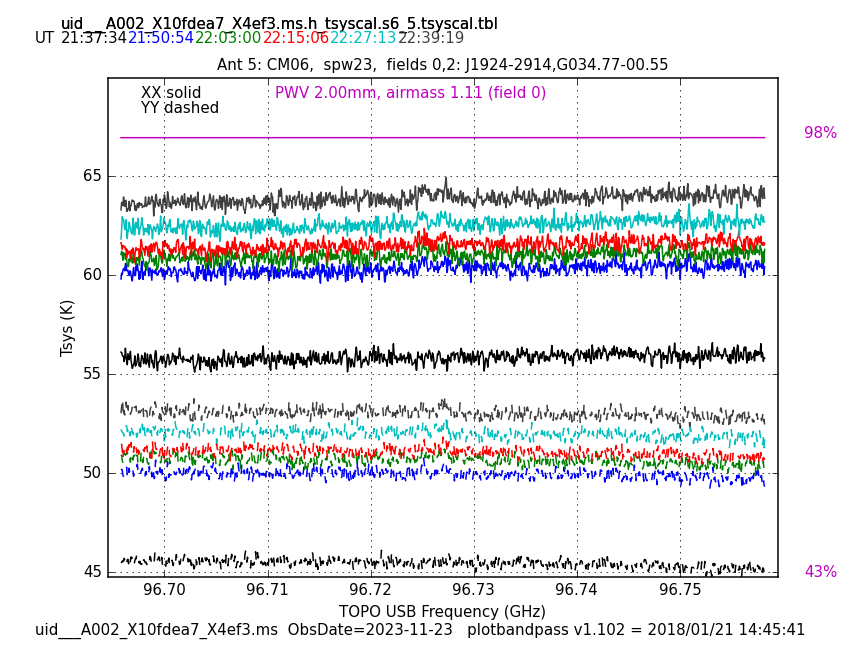 uid___A002_X10fdea7_X4ef3.ms.h_tsyscal.s6_5.tsyscal.tbl
UT 21:37:34 21:50:54 22:03:00 22:15:06 22:27:13 22:39:19
Ant 5: CM06,  spw23,  fields 0,2: J1924-2914,G034.77-00.55
XX solid PWV 2.00mm, airmass 1.11 (field 0)
YY dashed
98%
65
60
Tsys (K)
55
50
45 43%
96.70 96.71 96.72 96.73 96.74 96.75
TOPO USB Frequency (GHz)
uid___A002_X10fdea7_X4ef3.ms  ObsDate=2023-11-23   plotbandpass v1.102 = 2018/01/21 14:45:41